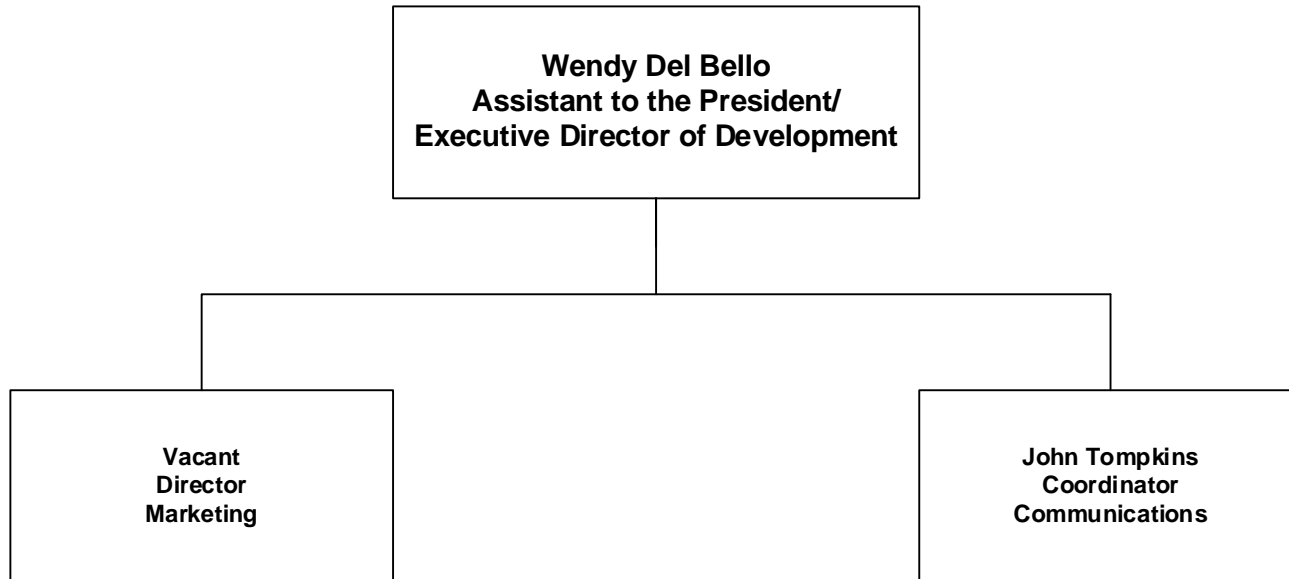 Wendy Del Bello
Assistant to the President/
Executive Director of Development
Vacant
Director
Marketing
John Tompkins
Coordinator
Communications